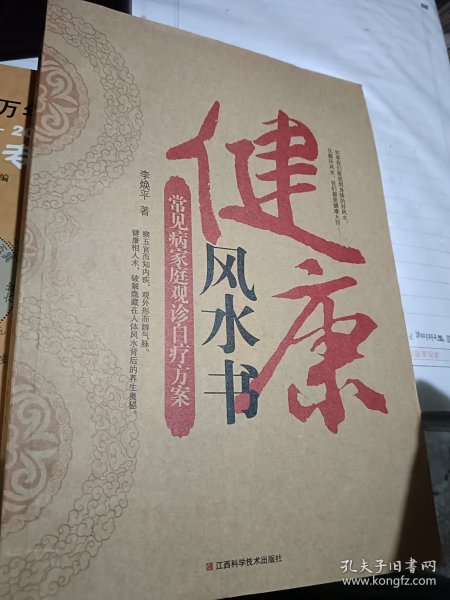 健康
风水书
常见病家庭观诊自疗方案
李焕平 著
察五官而知内疾，观外形而辨气脉。
健康相人术，破解隐藏在人体风水背后的养生奥秘。
江西科学技术出版社
万年
编
孔夫子旧书网
www.kongfz.com